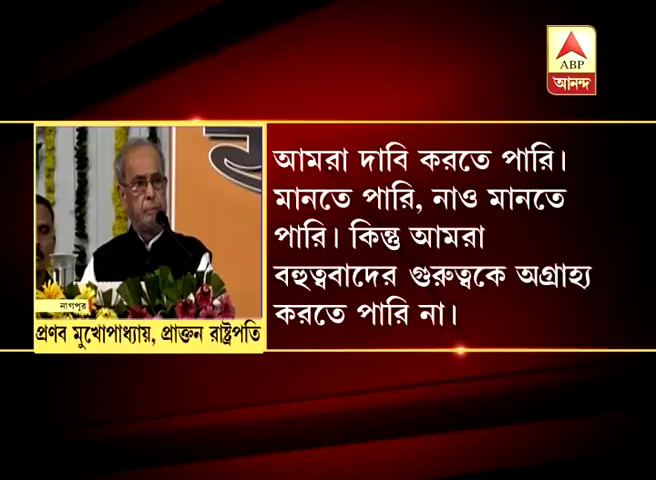 ABP
আনন্দ
আমরা দাবি করতে পারি।
মানতে পারি, নাও মানতে
পারি। কিন্তু আমরা
বহুত্ববাদের গুরুত্বকে অগ্রাহ্য
করতে পারি না।
নাগপুর
প্রণব মুখোপাধ্যায়, প্রাক্তন রাষ্ট্রপতি